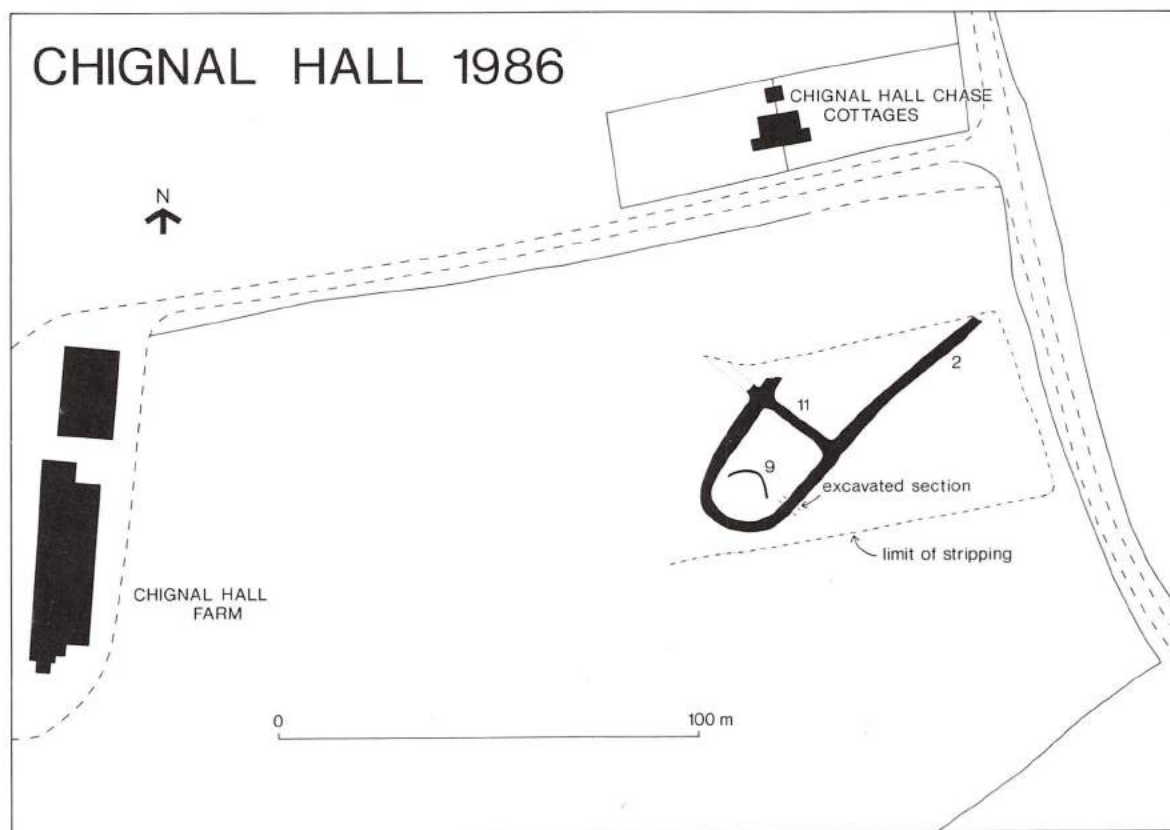 CHIGNAL HALL 1986
CHIGNAL HALL CHASE
COTTAGES
N
2
11
9
excavated section
limit of stripping
CHIGNAL HALL
FARM
0
100 m